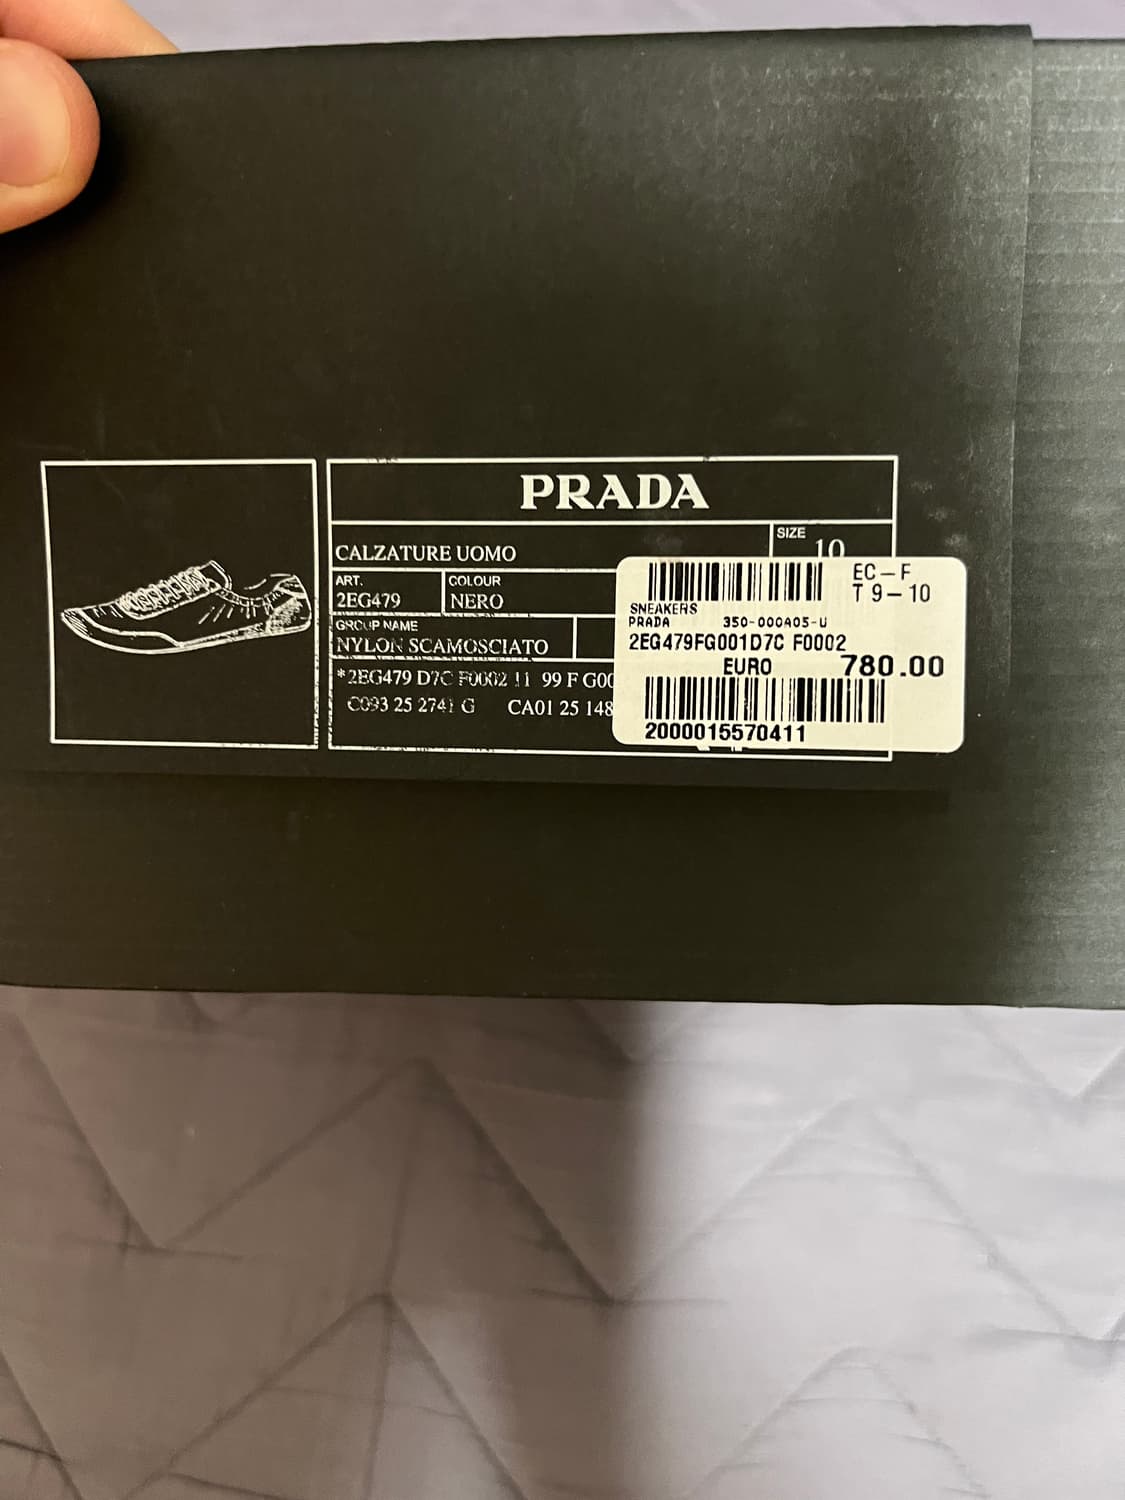 PRADA
CALZATURE UOMO
SIZE
10
ART.
2EG479
COLOUR
NERO
GROUP NAME
NYLON SCAMOSCIATO
*2EG479 D7C F0002 11 99 F G00
C093 25 2741 G CA01 25 148
EC-F
T 9-10
SNEAKERS
PRADA 350-000A05-U
2EG479FG001D7C F0002
EURO 780.00
2000015570411